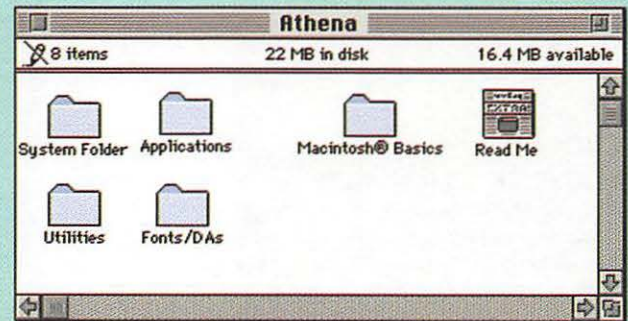 Athena
8 items 22 MB in disk 16.4 MB available
System Folder Applications Macintosh® Basics Read Me
EXTRA!
Utilities Fonts/DAs